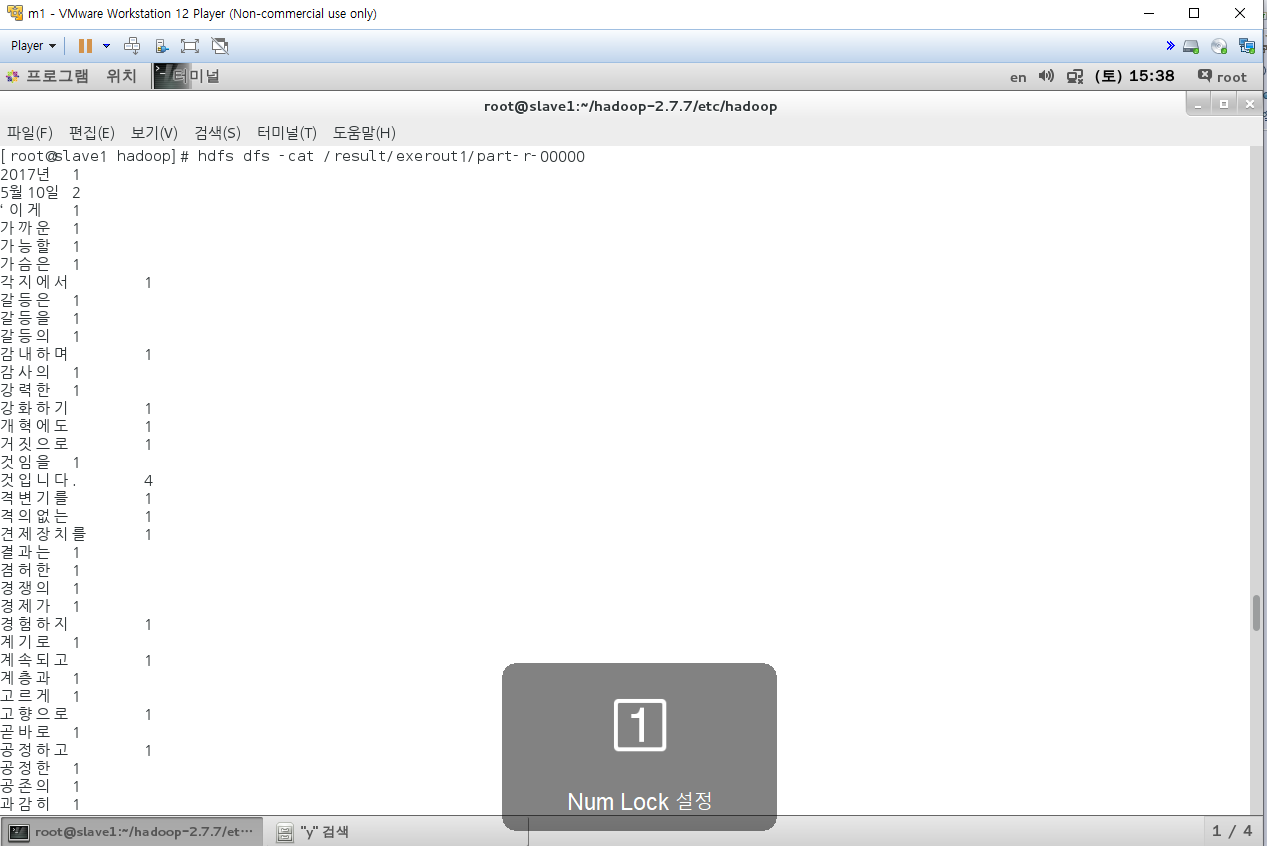 m1 - VMware Workstation 12 Player (Non-commercial use only)
Player
프로그램 위치 터미널 en (토) 15:38 root
root@slave1:~/hadoop-2.7.7/etc/hadoop
파일(F) 편집(E) 보기(V) 검색(S) 터미널(T) 도움말(H)
[root@slave1 hadoop]# hdfs dfs -cat /result/exerout1/part-r-00000
2017년 1
5월 10일 2
‘이게 1
가까운 1
가능할 1
가슴은 1
각지에서 1
갈등은 1
갈등을 1
갈등의 1
감내하며 1
감사의 1
강력한 1
강화하기 1
개혁에도 1
거짓으로 1
것임을 1
것입니다. 4
격변기를 1
격의없는 1
견제장치를 1
결과는 1
겸허한 1
경쟁의 1
경제가 1
경험하지 1
계기로 1
계속되고 1
계층과 1
고르게 1
고향으로 1
곧바로 1
공정하고 1
공정한 1
공존의 1
과감히 1
1
Num Lock 설정
root@slave1:~/hadoop-2.7.7/et… "y" 검색 1 / 4